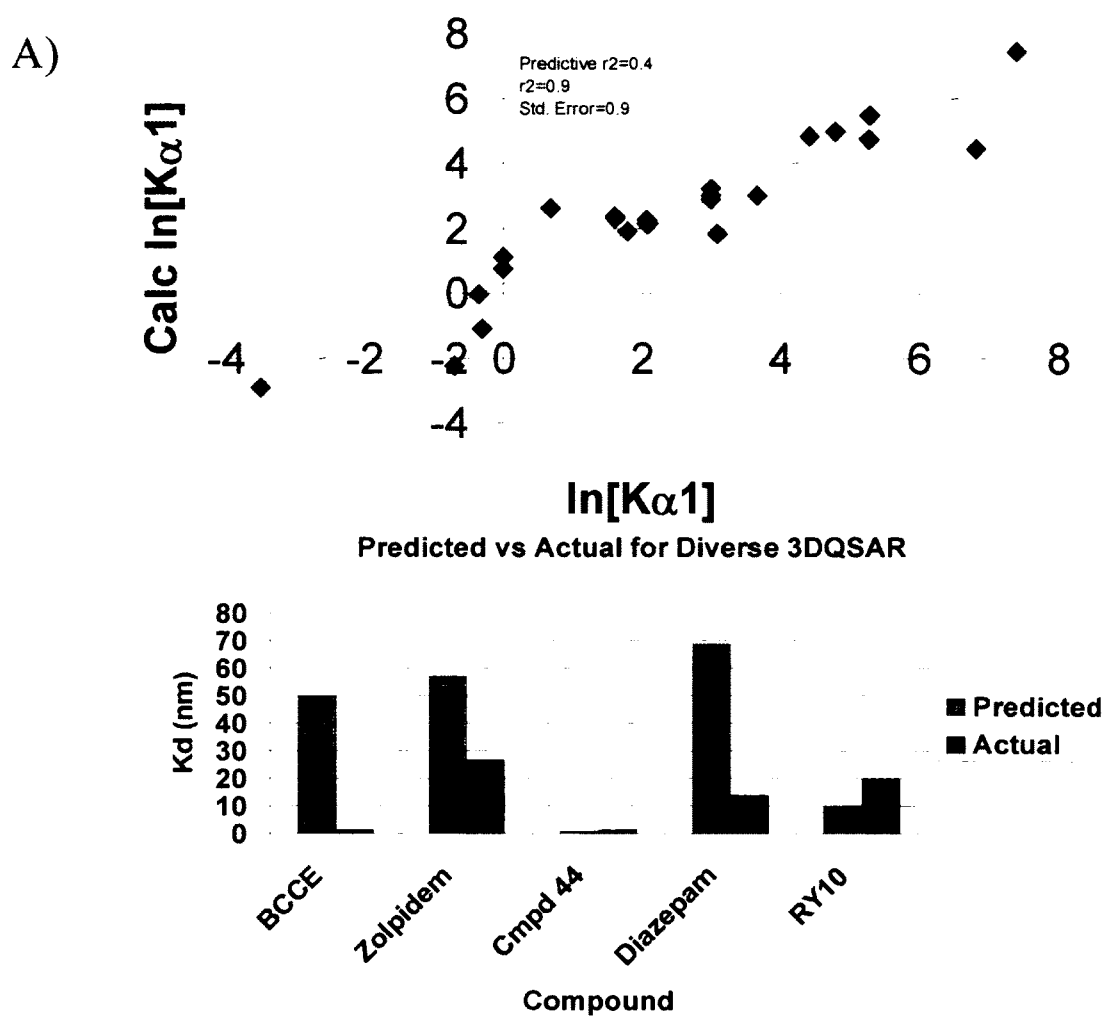 A)
8
6
4
2
0
-2
-4
Predictive r2=0.4
r2=0.9
Std. Error=0.9
Calc ln[Kα1]
-4 -2 0 2 4 6 8
ln[Kα1]
Predicted vs Actual for Diverse 3DQSAR
80
70
60
50
40
30
20
10
0
Kd (nm)
Predicted
Actual
BCCE
Zolpidem
Cmpd 44
Diazepam
RY10
Compound